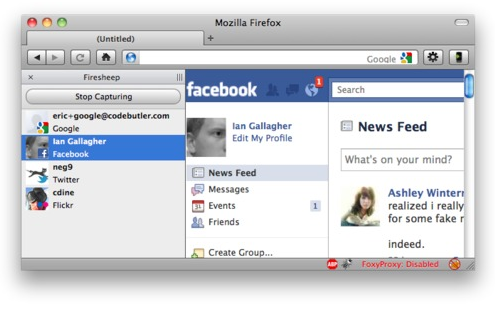 Mozilla Firefox
(Untitled)
+
Google
× Firesheep
Stop Capturing
eric+google@codebutler.com
Google
Ian Gallagher
Facebook
neg9
Twitter
cdine
Flickr
facebook
1
Search
Ian Gallagher
Edit My Profile
News Feed
Messages
31 Events 1
Friends
Create Group...
News Feed
What's on your mind?
Ashley
realized i really
for some fake
indeed.
ABP
FoxyProxy: Disabled